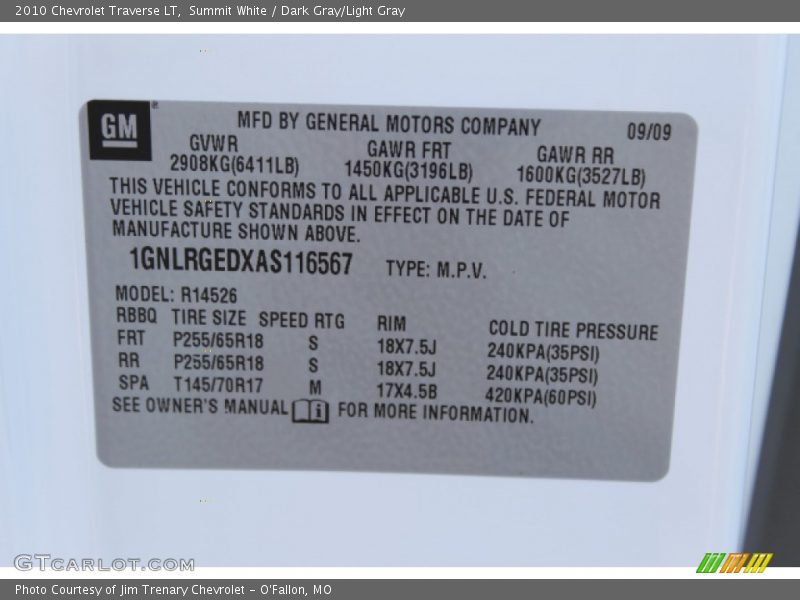 2010 Chevrolet Traverse LT, Summit White / Dark Gray/Light Gray
GM ®
MFD BY GENERAL MOTORS COMPANY 09/09
GVWR GAWR FRT GAWR RR
2908KG(6411LB) 1450KG(3196LB) 1600KG(3527LB)
THIS VEHICLE CONFORMS TO ALL APPLICABLE U.S. FEDERAL MOTOR
VEHICLE SAFETY STANDARDS IN EFFECT ON THE DATE OF
MANUFACTURE SHOWN ABOVE.
1GNLRGEDXAS116567 TYPE: M.P.V.
MODEL: R14526
RBBQ TIRE SIZE SPEED RTG RIM COLD TIRE PRESSURE
FRT P255/65R18 S 18X7.5J 240KPA(35PSI)
RR P255/65R18 S 18X7.5J 240KPA(35PSI)
SPA T145/70R17 M 17X4.5B 420KPA(60PSI)
SEE OWNER'S MANUAL i FOR MORE INFORMATION.
GTCARLOT.COM
Photo Courtesy of Jim Trenary Chevrolet - O'Fallon, MO